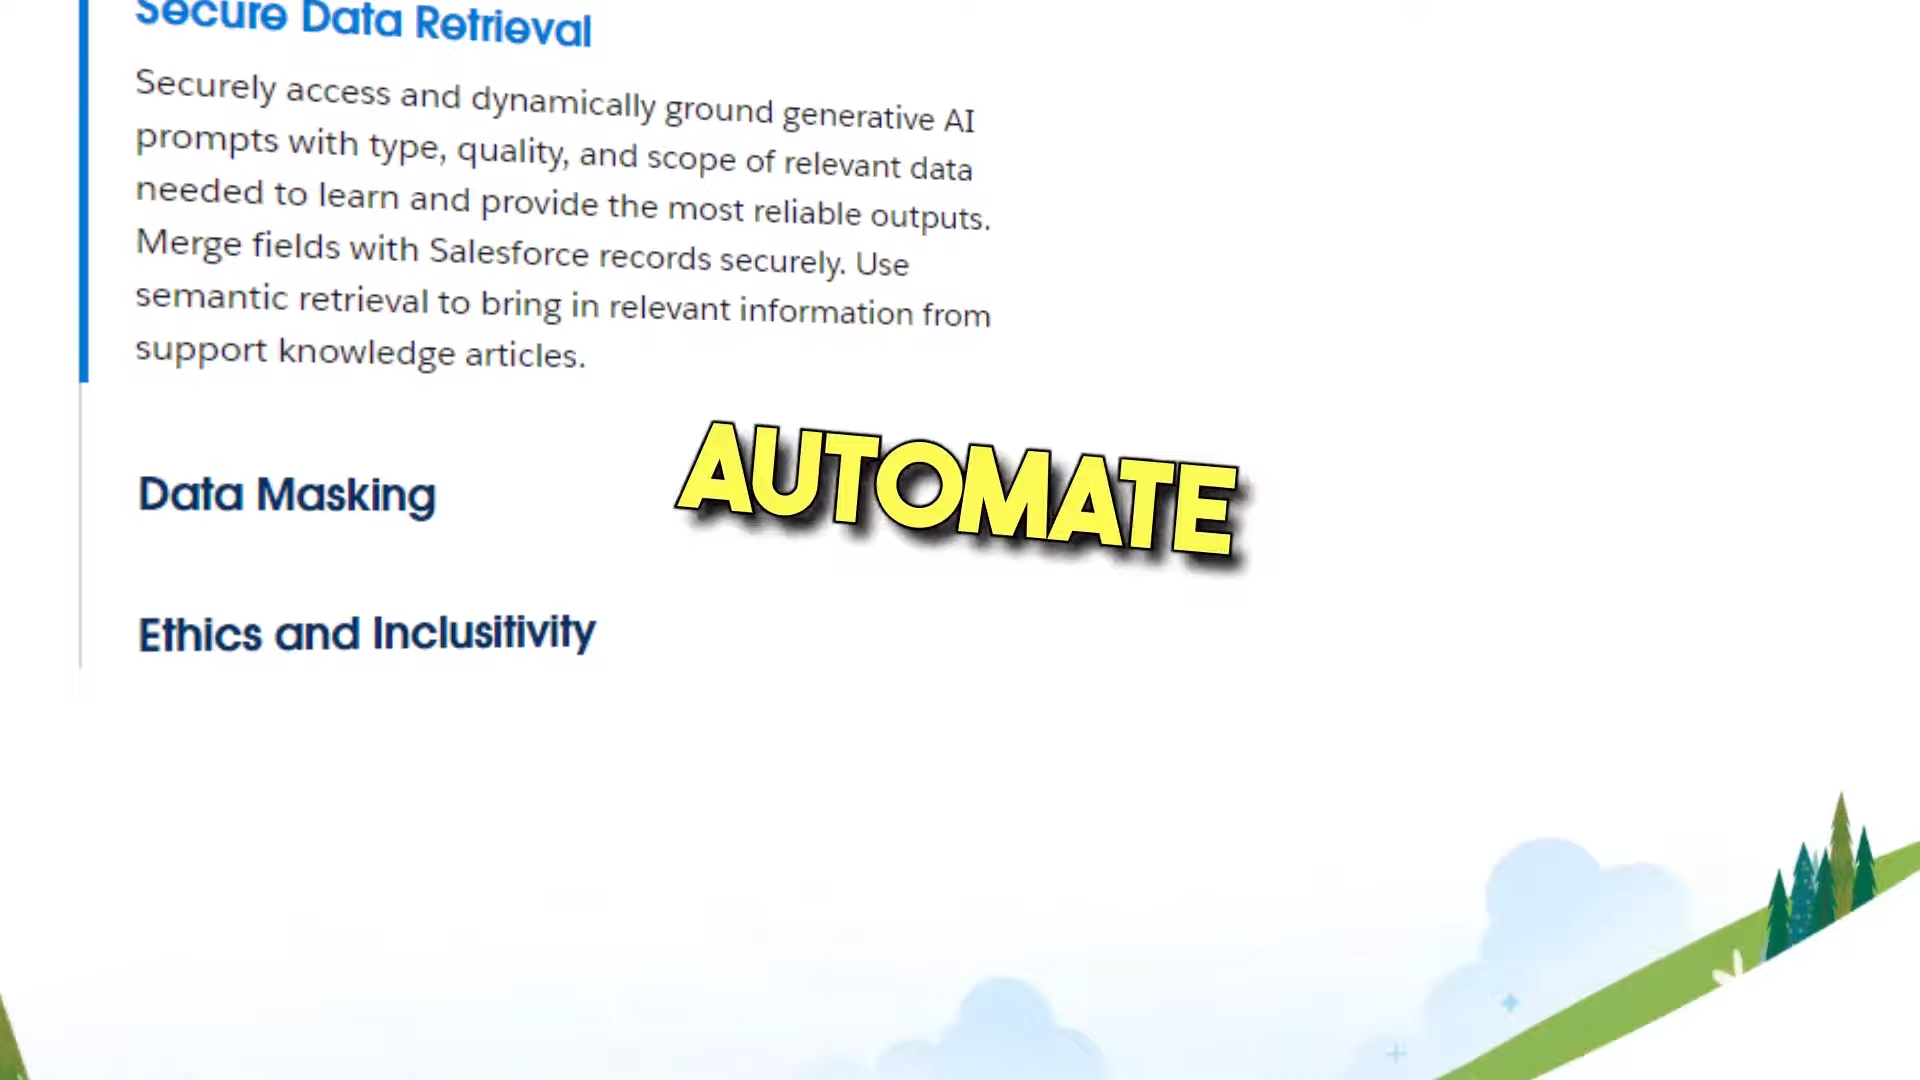 Secure Data Retrieval
Securely access and dynamically ground generative AI
prompts with type, quality, and scope of relevant data
needed to learn and provide the most reliable outputs.
Merge fields with Salesforce records securely. Use
semantic retrieval to bring in relevant information from
support knowledge articles.
AUTOMATE
Data Masking
Ethics and Inclusitivity